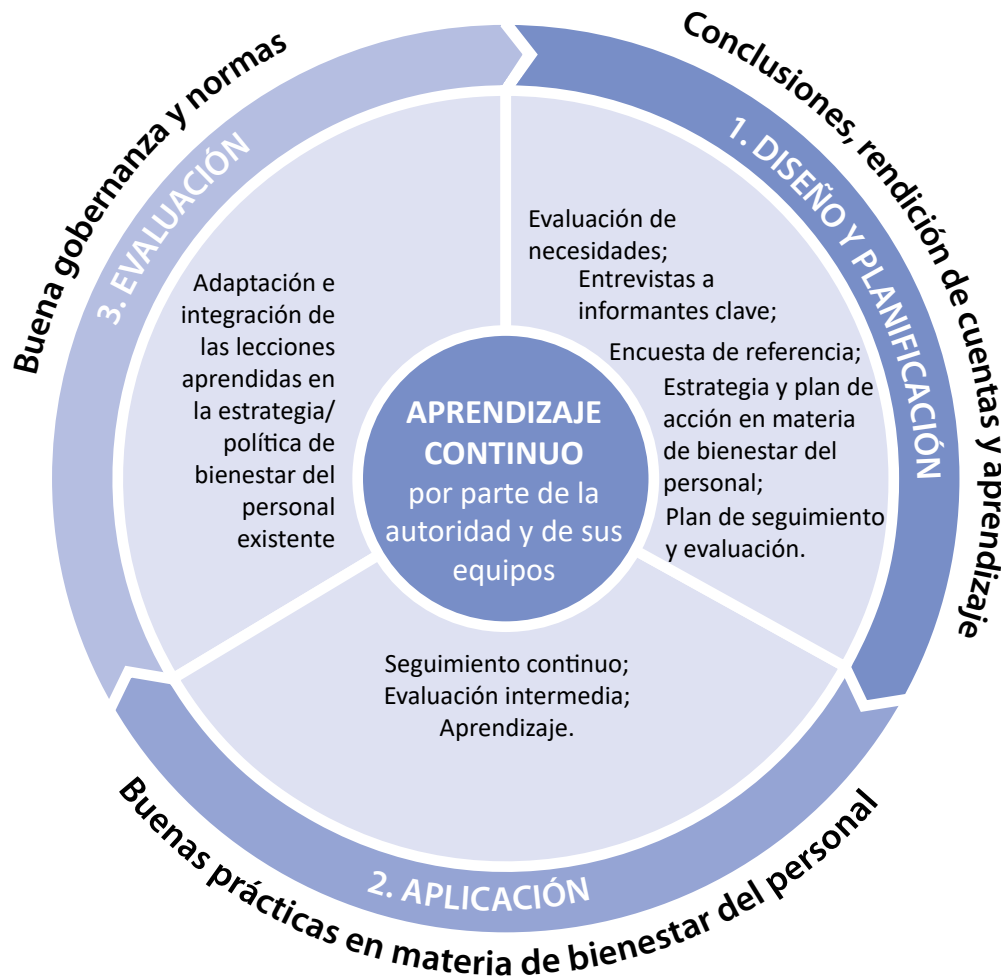 Conclusiones, rendición de cuentas y aprendizaje
1. DISEÑO Y PLANIFICACIÓN
Evaluación de
necesidades;
Entrevistas a
informantes clave;
Encuesta de referencia;
Estrategia y plan de
acción en materia
de bienestar del
personal;
Plan de seguimiento
y evaluación.
Buenas prácticas en materia de bienestar del personal
2. APLICACIÓN
Seguimiento continuo;
Evaluación intermedia;
Aprendizaje.
Buena gobernanza y normas
3. EVALUACIÓN
Adaptación e
integración de
las lecciones
aprendidas en
la estrategia/
política de
bienestar del
personal
existente
APRENDIZAJE
CONTINUO
por parte de la
autoridad y de sus
equipos